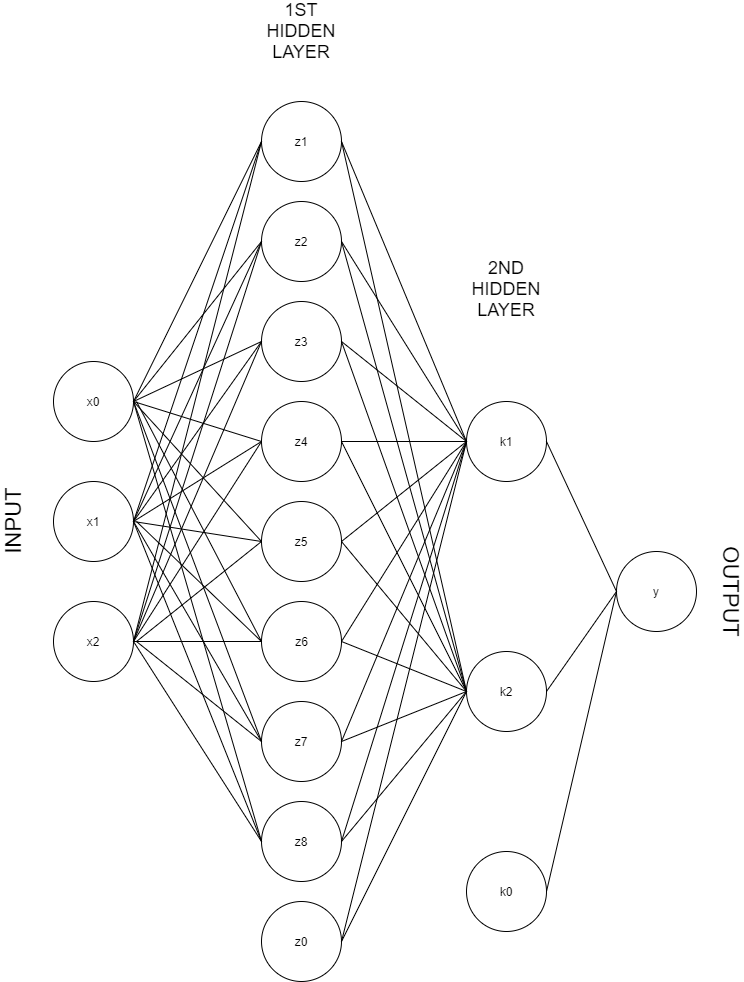 1ST
HIDDEN
LAYER
z1
z2
2ND
HIDDEN
LAYER
z3
x0
z4
k1
INPUT
x1
z5
y
OUTPUT
x2
z6
k2
z7
z8
k0
z0